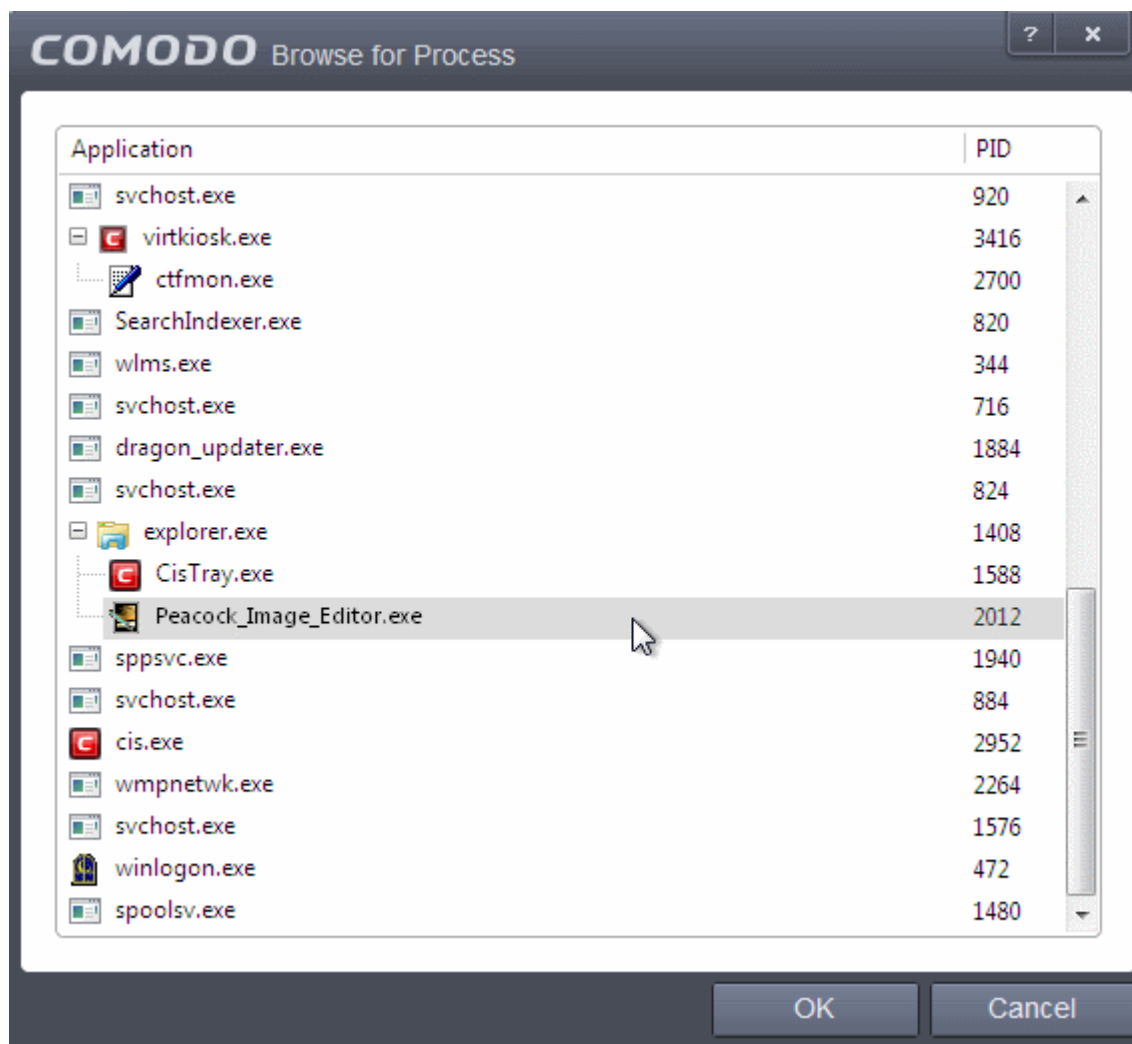 COMODO Browse for Process ? x
Application PID
svchost.exe 920
virtkiosk.exe 3416
ctfmon.exe 2700
SearchIndexer.exe 820
wlms.exe 344
svchost.exe 716
dragon_updater.exe 1884
svchost.exe 824
explorer.exe 1408
CisTray.exe 1588
Peacock_Image_Editor.exe 2012
sppsvc.exe 1940
svchost.exe 884
cis.exe 2952
wmpnetwk.exe 2264
svchost.exe 1576
winlogon.exe 472
spoolsv.exe 1480
OK Cancel